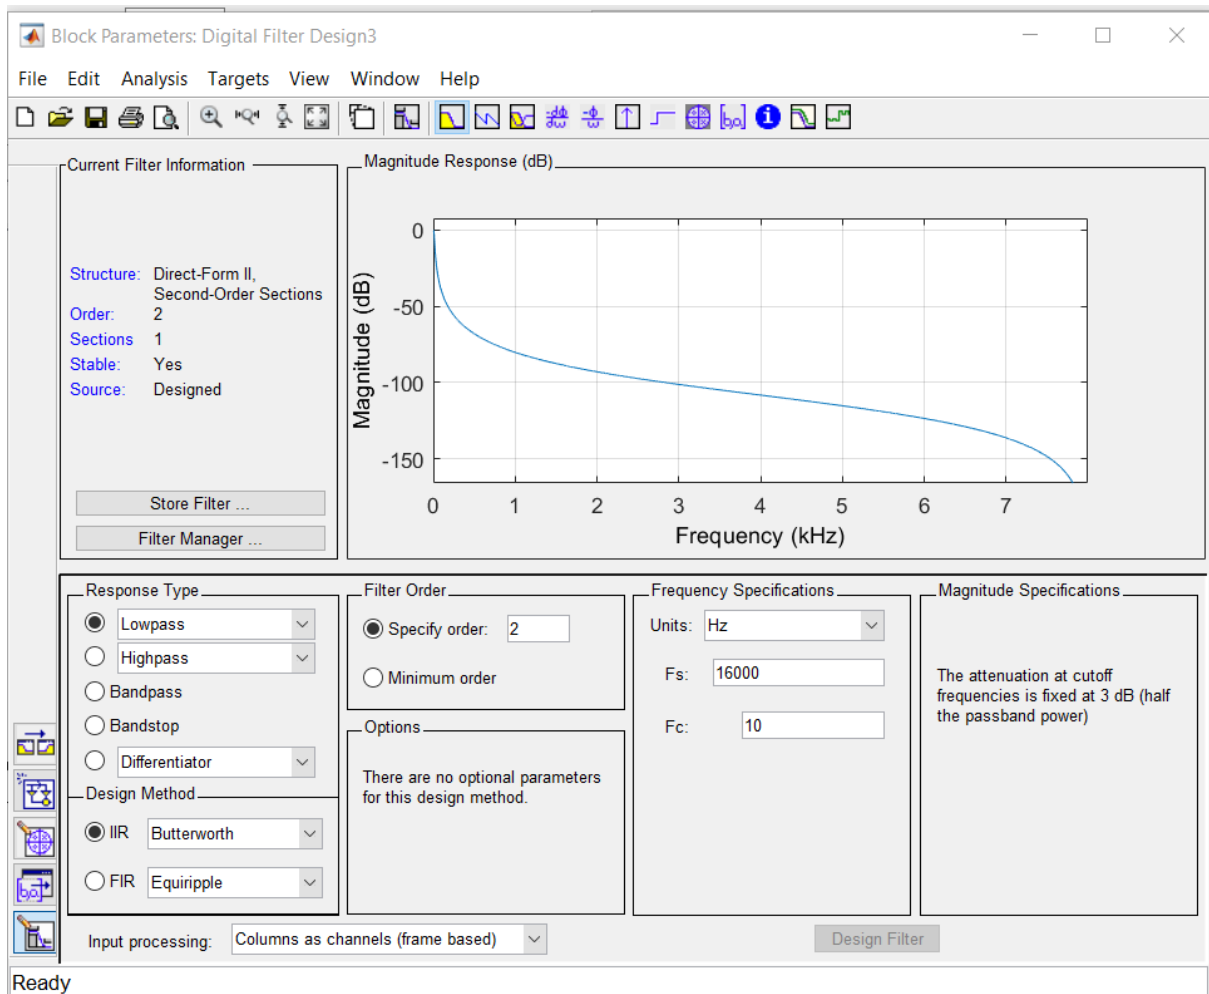 Block Parameters: Digital Filter Design3
File Edit Analysis Targets View Window Help
[b,a]
i
Current Filter Information
Structure: Direct-Form II,
Second-Order Sections
Order: 2
Sections 1
Stable: Yes
Source: Designed
Store Filter ...
Filter Manager ...
Magnitude Response (dB)
Magnitude (dB)
0
-50
-100
-150
0 1 2 3 4 5 6 7
Frequency (kHz)
Response Type
Lowpass
Highpass
Bandpass
Bandstop
Differentiator
Design Method
IIR Butterworth
FIR Equiripple
Filter Order
Specify order: 2
Minimum order
Options
There are no optional parameters
for this design method.
Frequency Specifications
Units: Hz
Fs: 16000
Fc: 10
Magnitude Specifications
The attenuation at cutoff
frequencies is fixed at 3 dB (half
the passband power)
Input processing: Columns as channels (frame based)
Design Filter
Ready